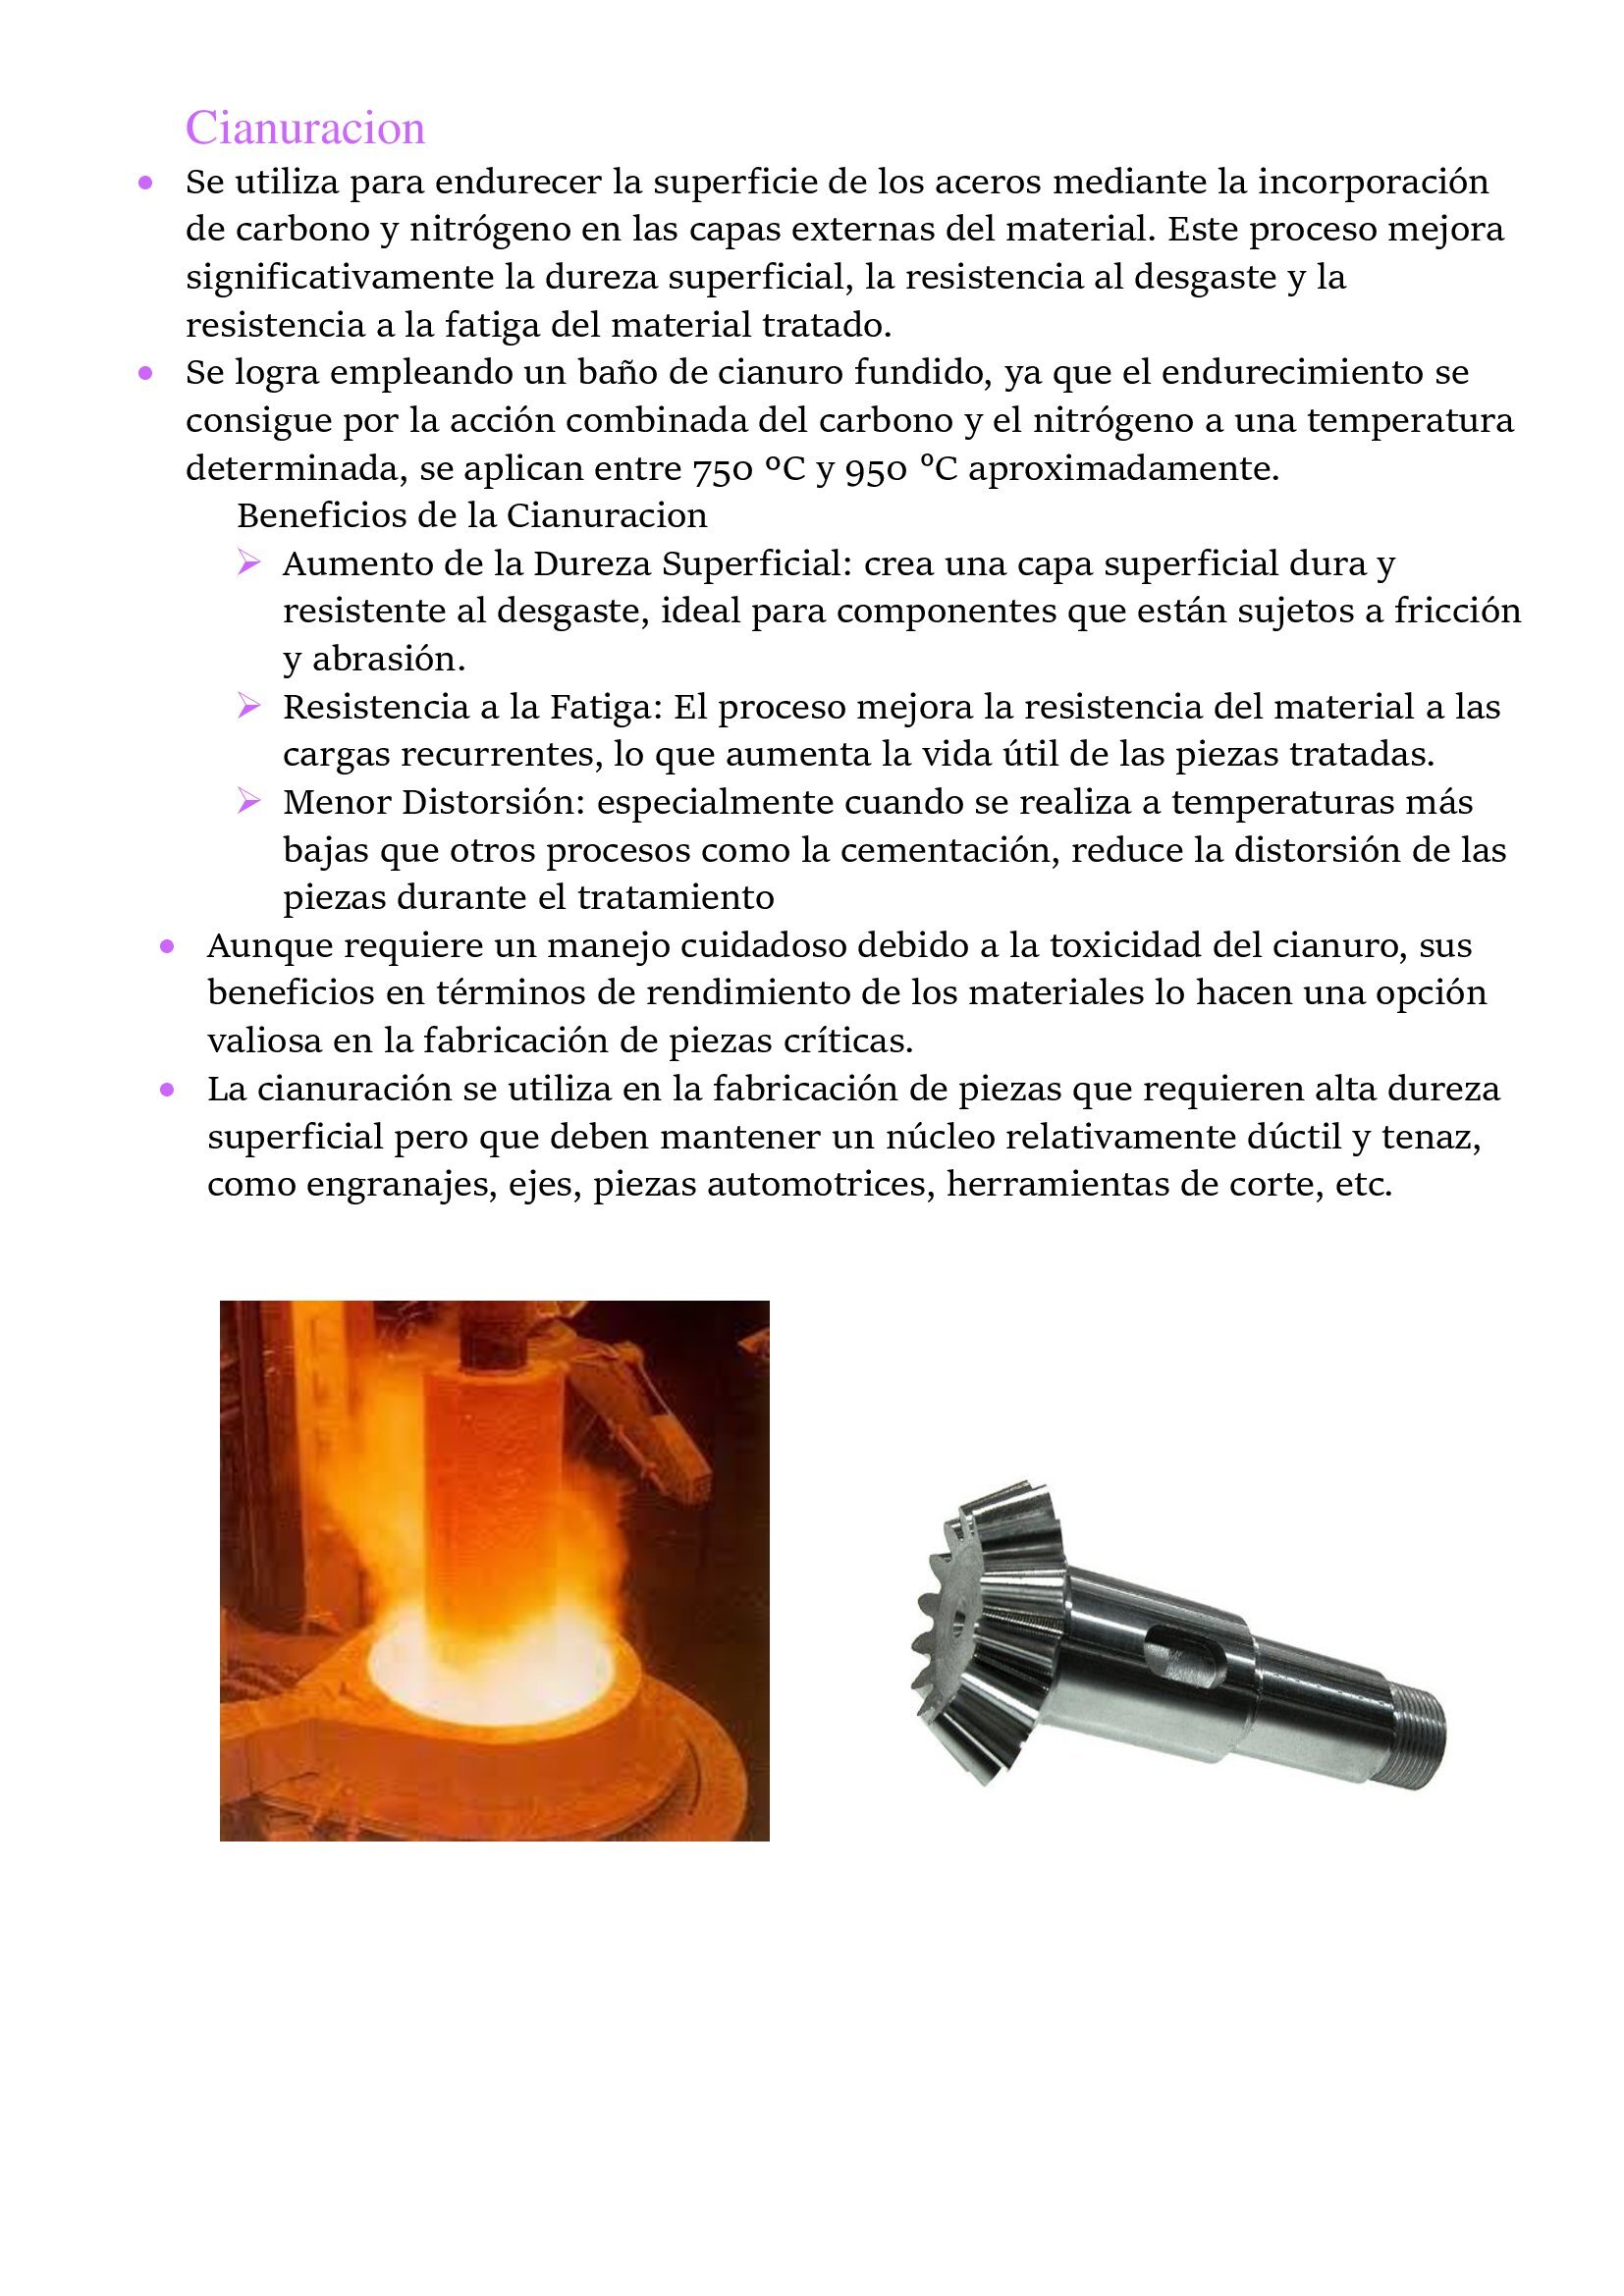 Cianuracion
Se utiliza para endurecer la superficie de los aceros mediante la incorporación
de carbono y nitrógeno en las capas externas del material. Este proceso mejora
significativamente la dureza superficial, la resistencia al desgaste y la
resistencia a la fatiga del material tratado.
Se logra empleando un baño de cianuro fundido, ya que el endurecimiento se
consigue por la acción combinada del carbono y el nitrógeno a una temperatura
determinada, se aplican entre 750 ºC y 950 ºC aproximadamente.
Beneficios de la Cianuracion
Aumento de la Dureza Superficial: crea una capa superficial dura y
resistente al desgaste, ideal para componentes que están sujetos a fricción
y abrasión.
Resistencia a la Fatiga: El proceso mejora la resistencia del material a las
cargas recurrentes, lo que aumenta la vida útil de las piezas tratadas.
Menor Distorsión: especialmente cuando se realiza a temperaturas más
bajas que otros procesos como la cementación, reduce la distorsión de las
piezas durante el tratamiento
Aunque requiere un manejo cuidadoso debido a la toxicidad del cianuro, sus
beneficios en términos de rendimiento de los materiales lo hacen una opción
valiosa en la fabricación de piezas críticas.
La cianuración se utiliza en la fabricación de piezas que requieren alta dureza
superficial pero que deben mantener un núcleo relativamente dúctil y tenaz,
como engranajes, ejes, piezas automotrices, herramientas de corte, etc.